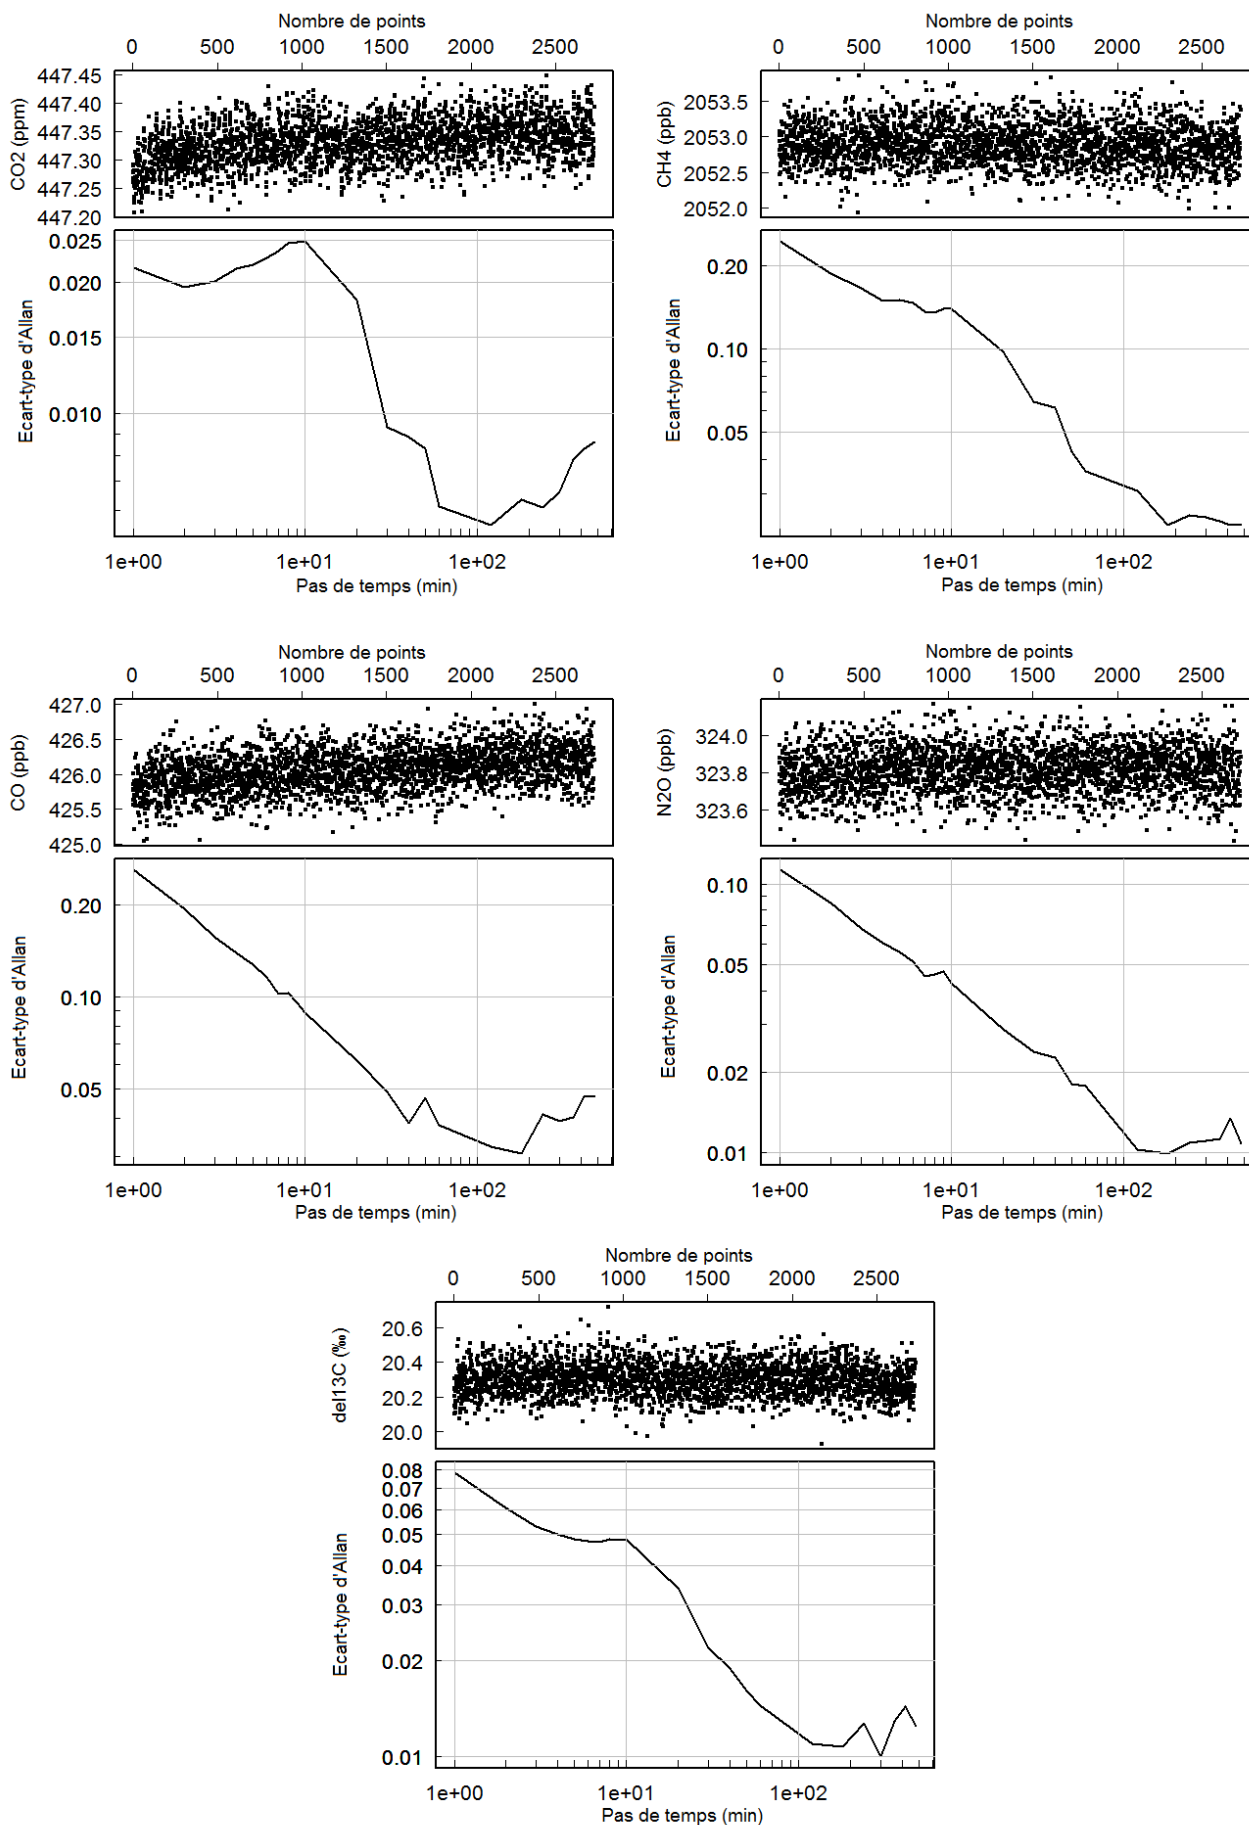 Nombre de points
0 500 1000 1500 2000 2500
CO2 (ppm)
447.45
447.40
447.35
447.30
447.25
447.20
Ecart-type d'Allan
0.025
0.020
0.015
0.010
1e+00 1e+01 1e+02
Pas de temps (min)
Nombre de points
0 500 1000 1500 2000 2500
CH4 (ppb)
2053.5
2053.0
2052.5
2052.0
Ecart-type d'Allan
0.20
0.10
0.05
1e+00 1e+01 1e+02
Pas de temps (min)
Nombre de points
0 500 1000 1500 2000 2500
CO (ppb)
427.0
426.5
426.0
425.5
425.0
Ecart-type d'Allan
0.20
0.10
0.05
1e+00 1e+01 1e+02
Pas de temps (min)
Nombre de points
0 500 1000 1500 2000 2500
N2O (ppb)
324.0
323.8
323.6
Ecart-type d'Allan
0.10
0.05
0.02
0.01
1e+00 1e+01 1e+02
Pas de temps (min)
Nombre de points
0 500 1000 1500 2000 2500
del13C (‰)
20.6
20.4
20.2
20.0
Ecart-type d'Allan
0.08
0.07
0.06
0.05
0.04
0.03
0.02
0.01
1e+00 1e+01 1e+02
Pas de temps (min)